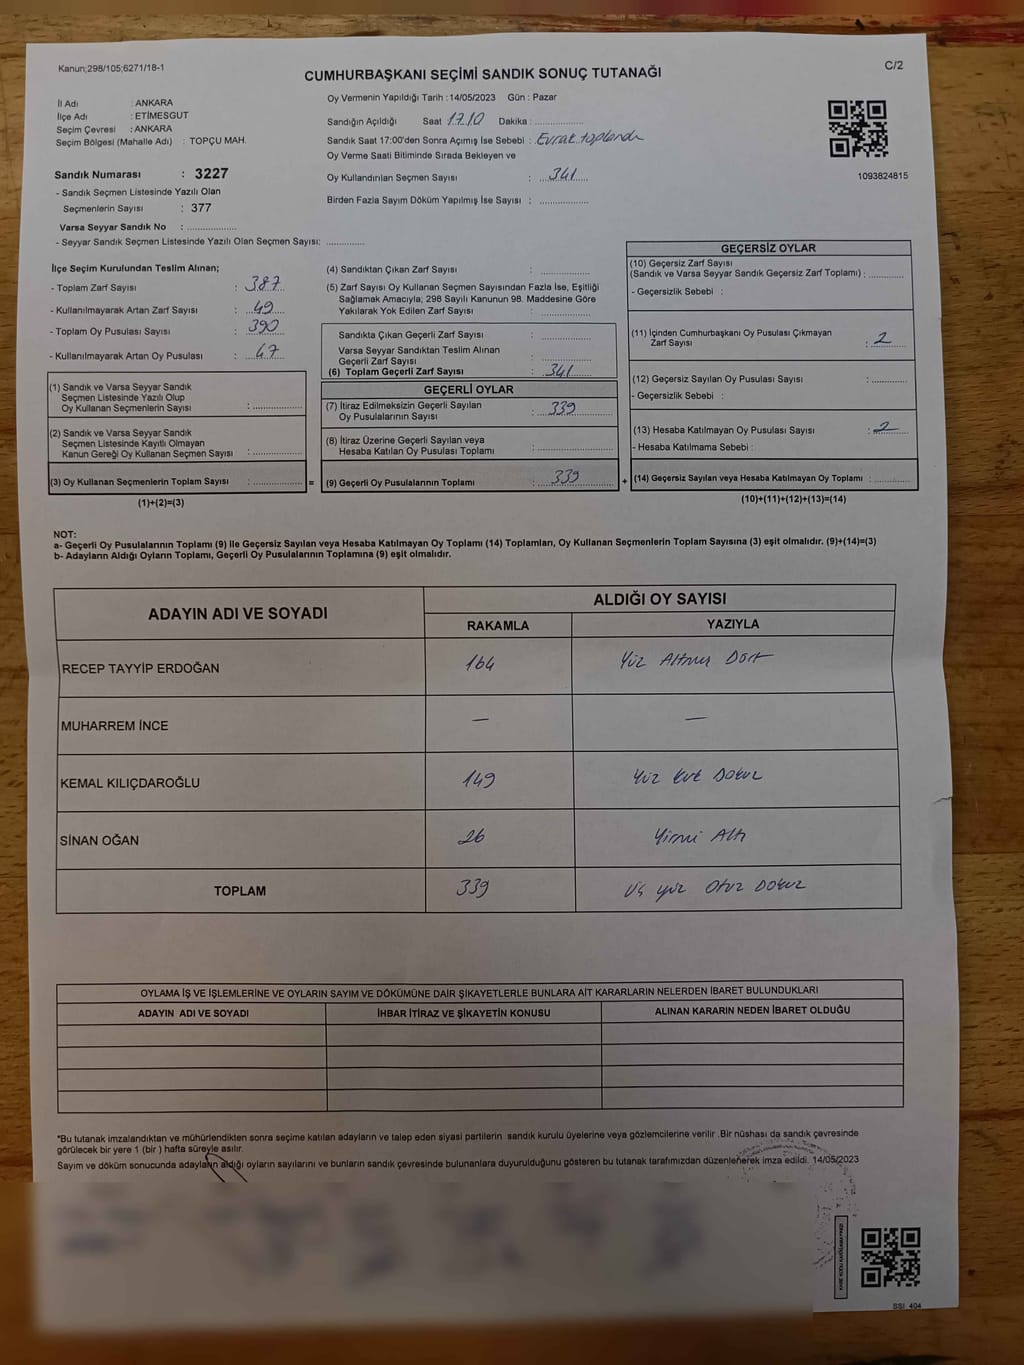 Kanun;298/105;6271/18-1
C/2
CUMHURBAŞKANI SEÇİMİ SANDIK SONUÇ TUTANAĞI
İl Adı : ANKARA
İlçe Adı : ETİMESGUT
Seçim Çevresi : ANKARA
Seçim Bölgesi (Mahalle Adı) : TOPÇU MAH.
Sandık Numarası : 3227
- Sandık Seçmen Listesinde Yazılı Olan
Seçmenlerin Sayısı : 377
Varsa Seyyar Sandık No : ..................
- Seyyar Sandık Seçmen Listesinde Yazılı Olan Seçmen Sayısı: ............
Oy Vermenin Yapıldığı Tarih : 14/05/2023 Gün : Pazar
Sandığın Açıldığı Saat 17.10 Dakika : ..............
Sandık Saat 17:00'den Sonra Açımış İse Sebebi : Evrak toplandı
Oy Verme Saati Bitiminde Sırada Bekleyen ve
Oy Kullandırılan Seçmen Sayısı : 341
Birden Fazla Sayım Döküm Yapılmış İse Sayısı : ..............
1093824815
İlçe Seçim Kurulundan Teslim Alınan;
- Toplam Zarf Sayısı : 387
- Kullanılmayarak Artan Zarf Sayısı : 49
- Toplam Oy Pusulası Sayısı : 390
- Kullanılmayarak Artan Oy Pusulası : 47
(1) Sandık ve Varsa Seyyar Sandık
Seçmen Listesinde Yazılı Olup
Oy Kullanan Seçmenlerin Sayısı : ..............
(2) Sandık ve Varsa Seyyar Sandık
Seçmen Listesinde Kayıtlı Olmayan
Kanun Gereği Oy Kullanan Seçmen Sayısı : ..............
(3) Oy Kullanan Seçmenlerin Toplam Sayısı : .............. =
(1)+(2)=(3)
(4) Sandıktan Çıkan Zarf Sayısı : ..............
(5) Zarf Sayısı Oy Kullanan Seçmen Sayısından Fazla İse, Eşitliği
Sağlamak Amacıyla; 298 Sayılı Kanunun 98. Maddesine Göre
Yakılarak Yok Edilen Zarf Sayısı : ..............
Sandıkta Çıkan Geçerli Zarf Sayısı : ..............
Varsa Seyyar Sandıktan Teslim Alınan
Geçerli Zarf Sayısı : ..............
(6) Toplam Geçerli Zarf Sayısı : 341
GEÇERLİ OYLAR
(7) İtiraz Edilmeksizin Geçerli Sayılan
Oy Pusulalarının Sayısı : 339
(8) İtiraz Üzerine Geçerli Sayılan veya
Hesaba Katılan Oy Pusulası Toplamı : ..............
(9) Geçerli Oy Pusulalarının Toplamı : 339 +
GEÇERSİZ OYLAR
(10) Geçersiz Zarf Sayısı
(Sandık ve Varsa Seyyar Sandık Geçersiz Zarf Toplamı) : ..........
- Geçersizlik Sebebi :
(11) İçinden Cumhurbaşkanı Oy Pusulası Çıkmayan
Zarf Sayısı : 2
(12) Geçersiz Sayılan Oy Pusulası Sayısı : ..........
- Geçersizlik Sebebi :
(13) Hesaba Katılmayan Oy Pusulası Sayısı : 2
- Hesaba Katılmama Sebebi :
(14) Geçersiz Sayılan veya Hesaba Katılmayan Oy Toplamı : ..........
(10)+(11)+(12)+(13)=(14)
NOT:
a- Geçerli Oy Pusulalarının Toplamı (9) ile Geçersiz Sayılan veya Hesaba Katılmayan Oy Toplamı (14) Toplamları, Oy Kullanan Seçmenlerin Toplam Sayısına (3) eşit olmalıdır. (9)+(14)=(3)
b- Adayların Aldığı Oyların Toplamı, Geçerli Oy Pusulalarının Toplamına (9) eşit olmalıdır.
ADAYIN ADI VE SOYADI ALDIĞI OY SAYISI
RAKAMLA YAZIYLA
RECEP TAYYİP ERDOĞAN 164 Yüz Altmış Dört
MUHARREM İNCE — —
KEMAL KILIÇDAROĞLU 149 Yüz Kırk Dokuz
SİNAN OĞAN 26 Yirmi Altı
TOPLAM 339 Üç yüz Otuz Dokuz
OYLAMA İŞ VE İŞLEMLERİNE VE OYLARIN SAYIM VE DÖKÜMÜNE DAİR ŞİKAYETLERLE BUNLARA AİT KARARLARIN NELERDEN İBARET BULUNDUKLARI
ADAYIN ADI VE SOYADI İHBAR İTİRAZ VE ŞİKAYETİN KONUSU ALINAN KARARIN NEDEN İBARET OLDUĞU
*Bu tutanak imzalandıktan ve mühürlendikten sonra seçime katılan adayların ve talep eden siyasi partilerin sandık kurulu üyelerine veya gözlemcilerine verilir .Bir nüshası da sandık çevresinde
görülecek bir yere 1 (bir ) hafta süreyle asılır.
Sayım ve döküm sonucunda adayların aldığı oyların sayılarını ve bunların sandık çevresinde bulunanlara duyurulduğunu gösteren bu tutanak tarafımızdan düzenlenerek imza edildi. 14/05/2023
SSI 404